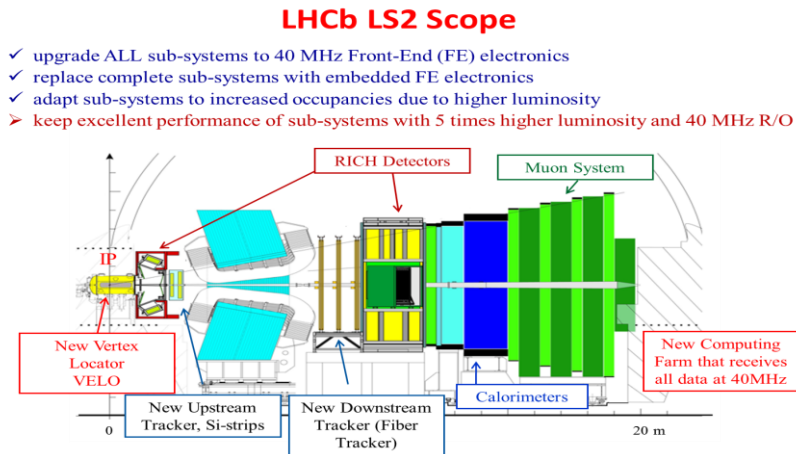 LHCb LS2 Scope
✓ upgrade ALL sub-systems to 40 MHz Front-End (FE) electronics
✓ replace complete sub-systems with embedded FE electronics
✓ adapt sub-systems to increased occupancies due to higher luminosity
➢ keep excellent performance of sub-systems with 5 times higher luminosity and 40 MHz R/O
RICH Detectors
Muon System
IP
New Vertex
Locator
VELO
New Upstream
Tracker, Si-strips
New Downstream
Tracker (Fiber
Tracker)
Calorimeters
New Computing
Farm that receives
all data at 40MHz
0
20 m